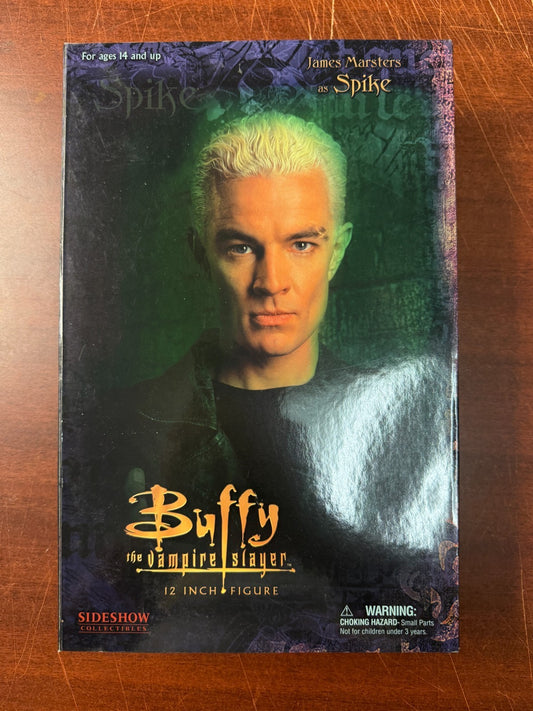 For ages 14 and up
James Marsters
as Spike
Spike
Buffy
the vampire slayer
™
12 INCH FIGURE
SIDESHOW
COLLECTIBLES
WARNING:
CHOKING HAZARD- Small Parts
Not for children under 3 years.